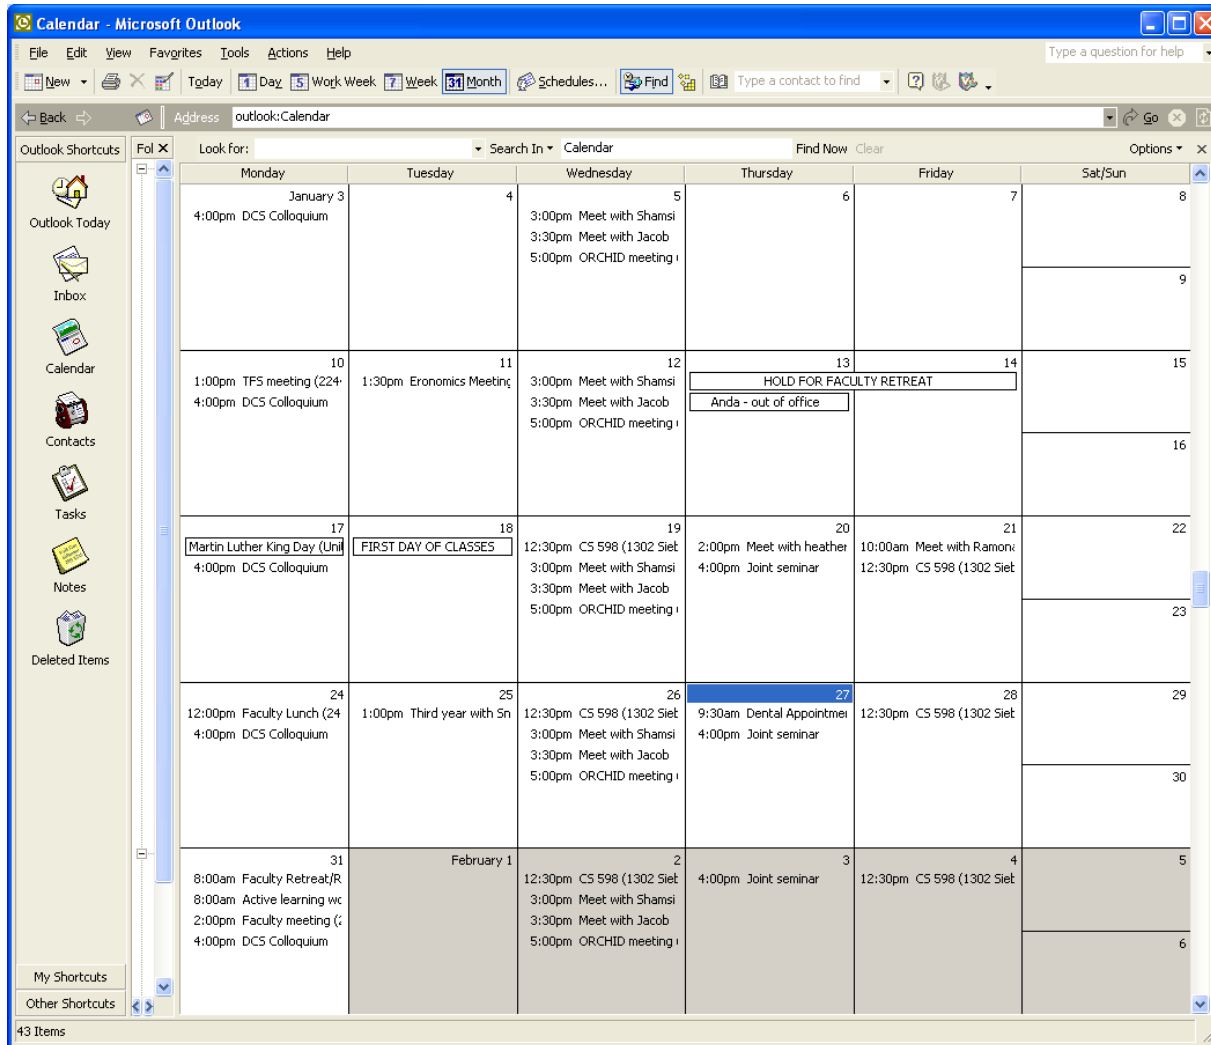 Calendar - Microsoft Outlook
File Edit View Favorites Tools Actions Help Type a question for help
New Today 1 Day 5 Work Week 7 Week 31 Month Schedules... Find Type a contact to find
Back Address outlook:Calendar Go
Outlook Shortcuts Fol X Look for: Search In Calendar Find Now Clear Options
Monday Tuesday Wednesday Thursday Friday Sat/Sun
Outlook Today
Inbox
Calendar
Contacts
Tasks
Notes
Deleted Items
My Shortcuts
Other Shortcuts
January 3
4:00pm DCS Colloquium
4
5
3:00pm Meet with Shamsi
3:30pm Meet with Jacob
5:00pm ORCHID meeting
6
7
8
9
10
1:00pm TFS meeting (224
4:00pm DCS Colloquium
11
1:30pm Eronomics Meeting
12
3:00pm Meet with Shamsi
3:30pm Meet with Jacob
5:00pm ORCHID meeting
13
14
HOLD FOR FACULTY RETREAT
Anda - out of office
15
16
17
Martin Luther King Day (Uni
4:00pm DCS Colloquium
18
FIRST DAY OF CLASSES
19
12:30pm CS 598 (1302 Sieb
3:00pm Meet with Shamsi
3:30pm Meet with Jacob
5:00pm ORCHID meeting
20
2:00pm Meet with heather
4:00pm Joint seminar
21
10:00am Meet with Ramona
12:30pm CS 598 (1302 Sieb
22
23
24
12:00pm Faculty Lunch (24
4:00pm DCS Colloquium
25
1:00pm Third year with Sn
26
12:30pm CS 598 (1302 Sieb
3:00pm Meet with Shamsi
3:30pm Meet with Jacob
5:00pm ORCHID meeting
27
9:30am Dental Appointmen
4:00pm Joint seminar
28
12:30pm CS 598 (1302 Sieb
29
30
31
8:00am Faculty Retreat/R
8:00am Active learning wo
2:00pm Faculty meeting (2
4:00pm DCS Colloquium
February 1
2
12:30pm CS 598 (1302 Sieb
3:00pm Meet with Shamsi
3:30pm Meet with Jacob
5:00pm ORCHID meeting
3
4:00pm Joint seminar
4
12:30pm CS 598 (1302 Sieb
5
6
43 Items